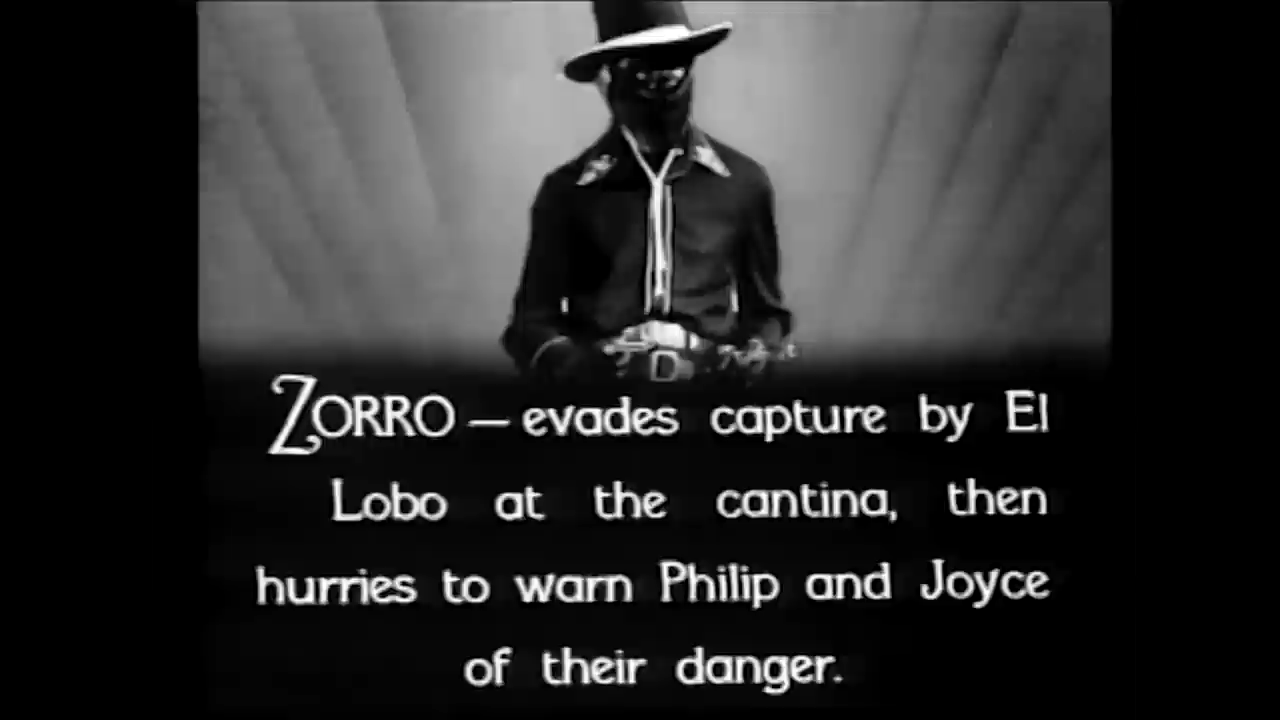 ZORRO — evades capture by El
Lobo at the cantina, then
hurries to warn Philip and Joyce
of their danger.